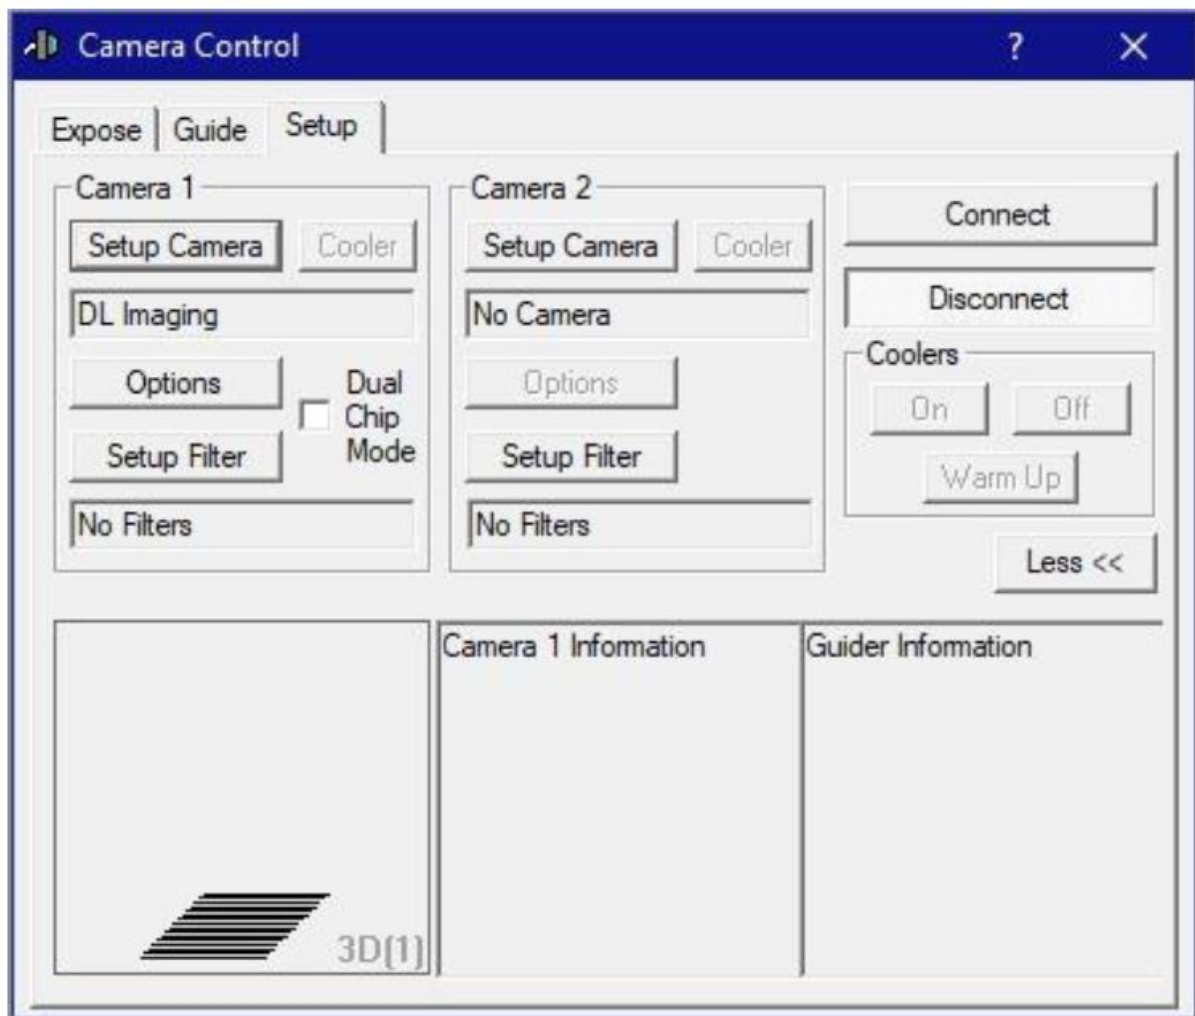 Camera Control
?
Expose Guide Setup
Camera 1
Setup Camera Cooler
DL Imaging
Options
Dual
Chip
Mode
Setup Filter
No Filters
Camera 2
Setup Camera Cooler
No Camera
Options
Setup Filter
No Filters
Connect
Disconnect
Coolers
On Off
Warm Up
Less <<
3D(1)
Camera 1 Information
Guider Information